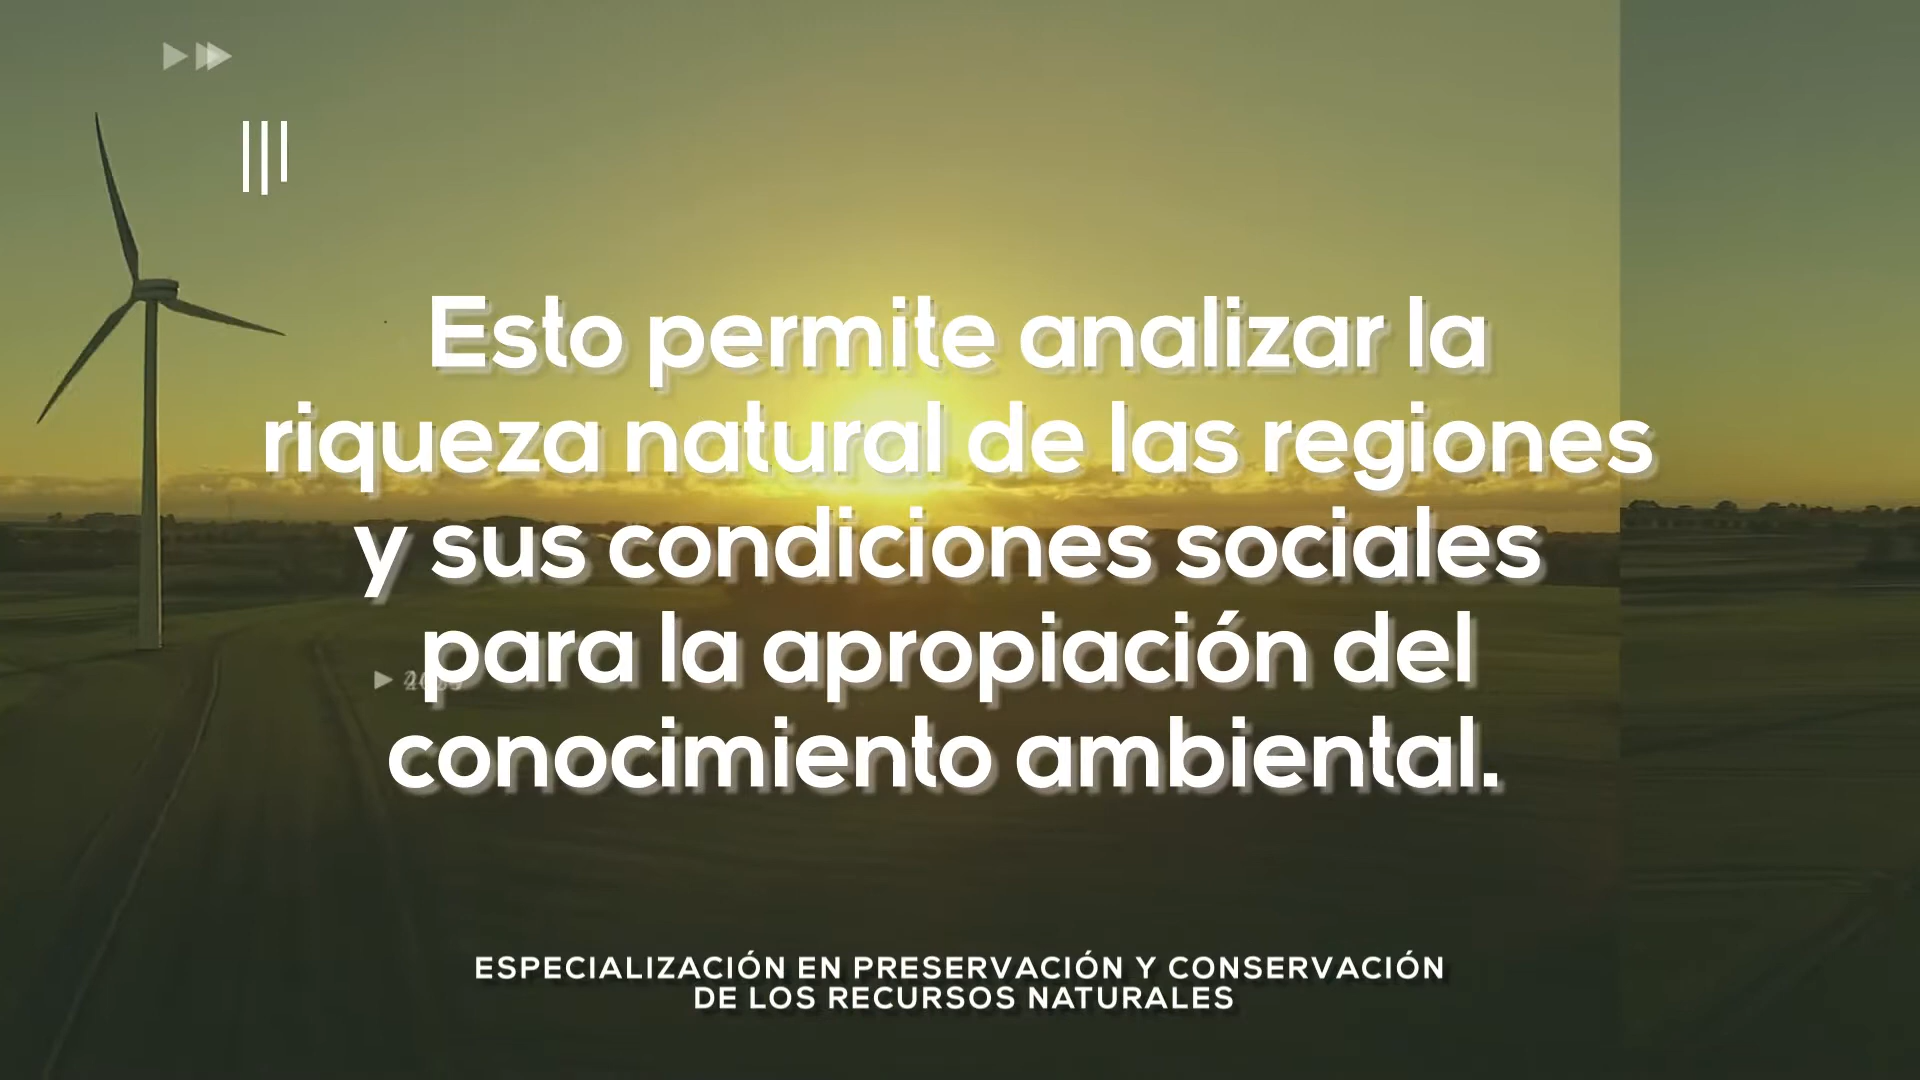 Esto permite analizar la
riqueza natural de las regiones
y sus condiciones sociales
para la apropiación del
conocimiento ambiental.
ESPECIALIZACIÓN EN PRESERVACIÓN Y CONSERVACIÓN
DE LOS RECURSOS NATURALES